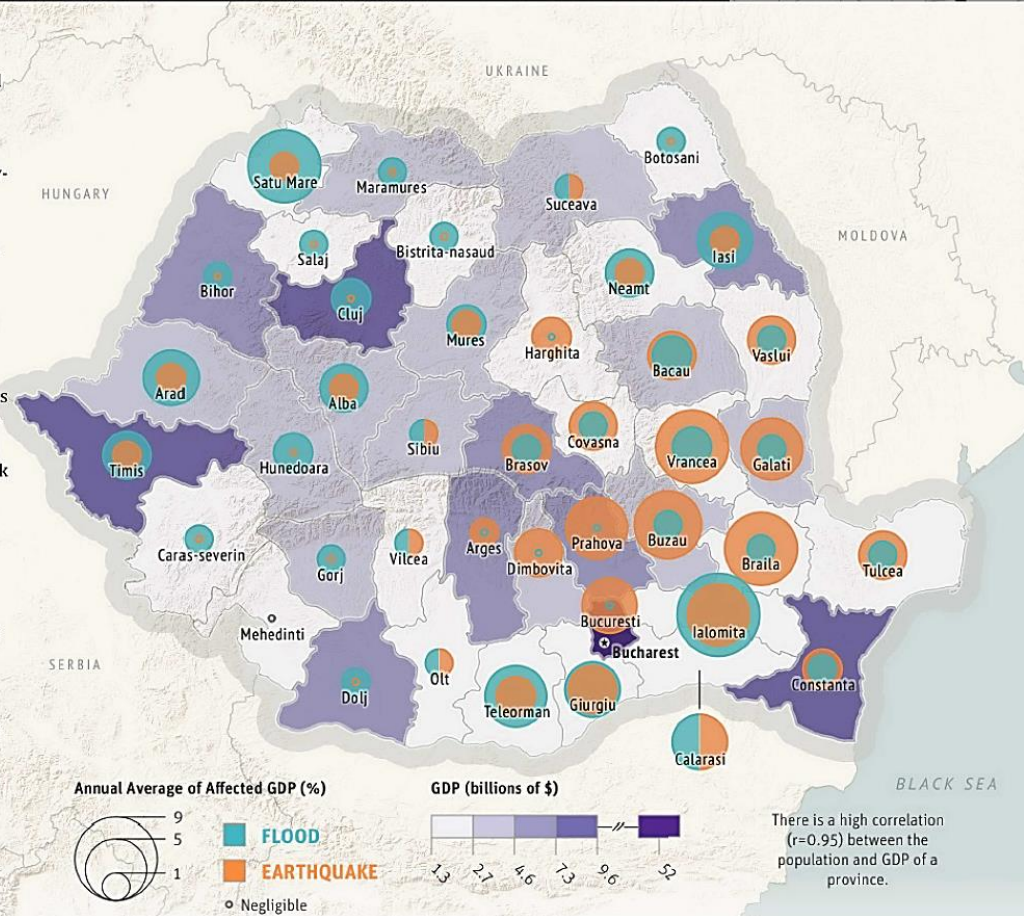 UKRAINE
HUNGARY
MOLDOVA
SERBIA
BLACK SEA
Satu Mare
Maramures
Botosani
Suceava
Bistrita-nasaud
Salaj
Iasi
Bihor
Cluj
Neamt
Mures
Harghita
Bacau
Vaslui
Arad
Alba
Sibiu
Covasna
Brasov
Vrancea
Galati
Timis
Hunedoara
Caras-severin
Gorj
Vilcea
Arges
Dimbovita
Prahova
Buzau
Braila
Tulcea
Mehedinti
Bucuresti
Bucharest
Ialomita
Dolj
Olt
Teleorman
Giurgiu
Constanta
Calarasi
Annual Average of Affected GDP (%)
9
5
1
FLOOD
EARTHQUAKE
Negligible
GDP (billions of $)
1.3 2.7 4.6 7.3 9.6 52
There is a high correlation
(r=0.95) between the
population and GDP of a
province.